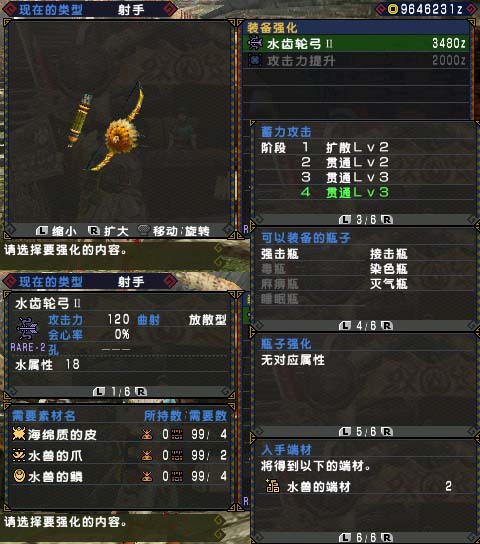 现在的类型 射手
缩小 扩大 移动/旋转
请选择要强化的内容。
现在的类型 射手
水齿轮弓Ⅱ
攻击力 120 曲射 放散型
会心率 0%
RARE-2 孔 ———
水属性 18
L 1/6 R
需要素材名 所持数/需要数
海绵质的皮 0 99/ 4
水兽的爪 0 99/ 2
水兽的鳞 0 99/ 4
请选择要强化的内容。
9646231z
装备强化
水齿轮弓Ⅱ 3480z
攻击力提升 2000z
蓄力攻击
阶段 1 扩散Lv2
2 贯通Lv2
3 贯通Lv3
4 贯通Lv3
L 3/6 R
可以装备的瓶子
强击瓶 接击瓶
毒瓶 染色瓶
麻痹瓶 灭气瓶
睡眠瓶
L 4/6 R
瓶子强化
无对应属性
L 5/6 R
入手端材
将得到以下的端材。
水兽的端材 2
L 6/6 R